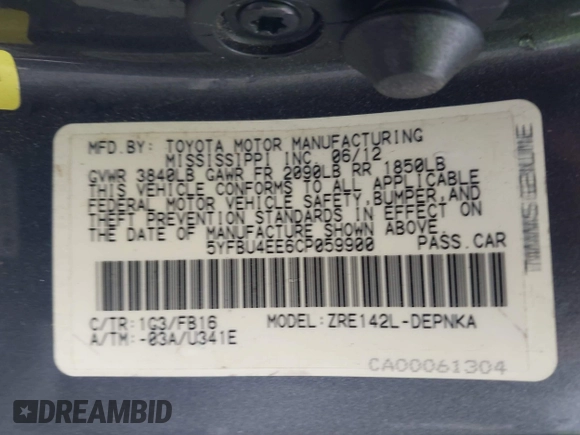 MFD.BY: TOYOTA MOTOR MANUFACTURING
MISSISSIPPI INC 06/12
GVWR 3840LB GAWR FR 2090LB RR 1850LB
THIS VEHICLE CONFORMS TO ALL APPLICABLE
FEDERAL MOTOR VEHICLE SAFETY,BUMPER,AND
THEFT PREVENTION STANDARDS IN EFFECT ON
THE DATE OF MANUFACTURE SHOWN ABOVE.
5YFBU4EE6CP059900 PASS.CAR
C/TR:1G3/FB16 MODEL:ZRE142L-DEPNKA
A/TM:-03A/U341E
CA00061304
DREAMBID